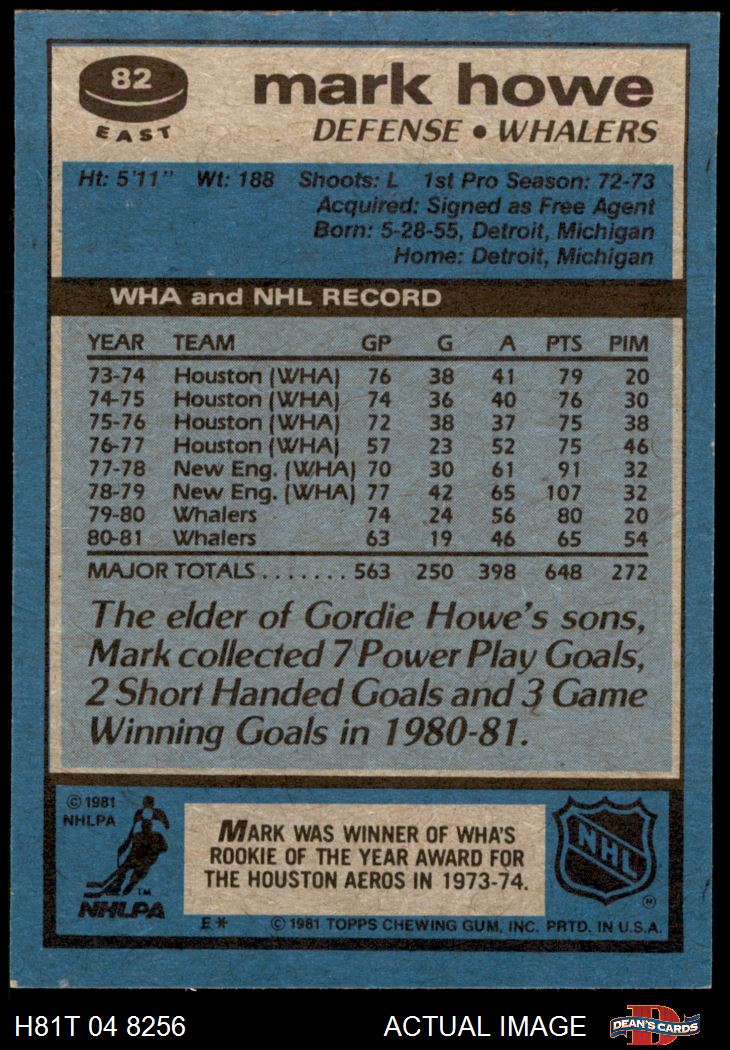 82
EAST
mark howe
DEFENSE • WHALERS
Ht: 5'11" Wt: 188 Shoots: L 1st Pro Season: 72-73
Acquired: Signed as Free Agent
Born: 5-28-55, Detroit, Michigan
Home: Detroit, Michigan
WHA and NHL RECORD
YEAR TEAM GP G A PTS PIM
73-74 Houston (WHA) 76 38 41 79 20
74-75 Houston (WHA) 74 36 40 76 30
75-76 Houston (WHA) 72 38 37 75 38
76-77 Houston (WHA) 57 23 52 75 46
77-78 New Eng. (WHA) 70 30 61 91 32
78-79 New Eng. (WHA) 77 42 65 107 32
79-80 Whalers 74 24 56 80 20
80-81 Whalers 63 19 46 65 54
MAJOR TOTALS....... 563 250 398 648 272
The elder of Gordie Howe's sons,
Mark collected 7 Power Play Goals,
2 Short Handed Goals and 3 Game
Winning Goals in 1980-81.
© 1981
NHLPA
TM
NHLPA
MARK WAS WINNER OF WHA'S
ROOKIE OF THE YEAR AWARD FOR
THE HOUSTON AEROS IN 1973-74.
NHL
®
E* © 1981 TOPPS CHEWING GUM, INC. PRTD. IN U.S.A.
H81T 04 8256 ACTUAL IMAGE
D
DEAN'S CARDS